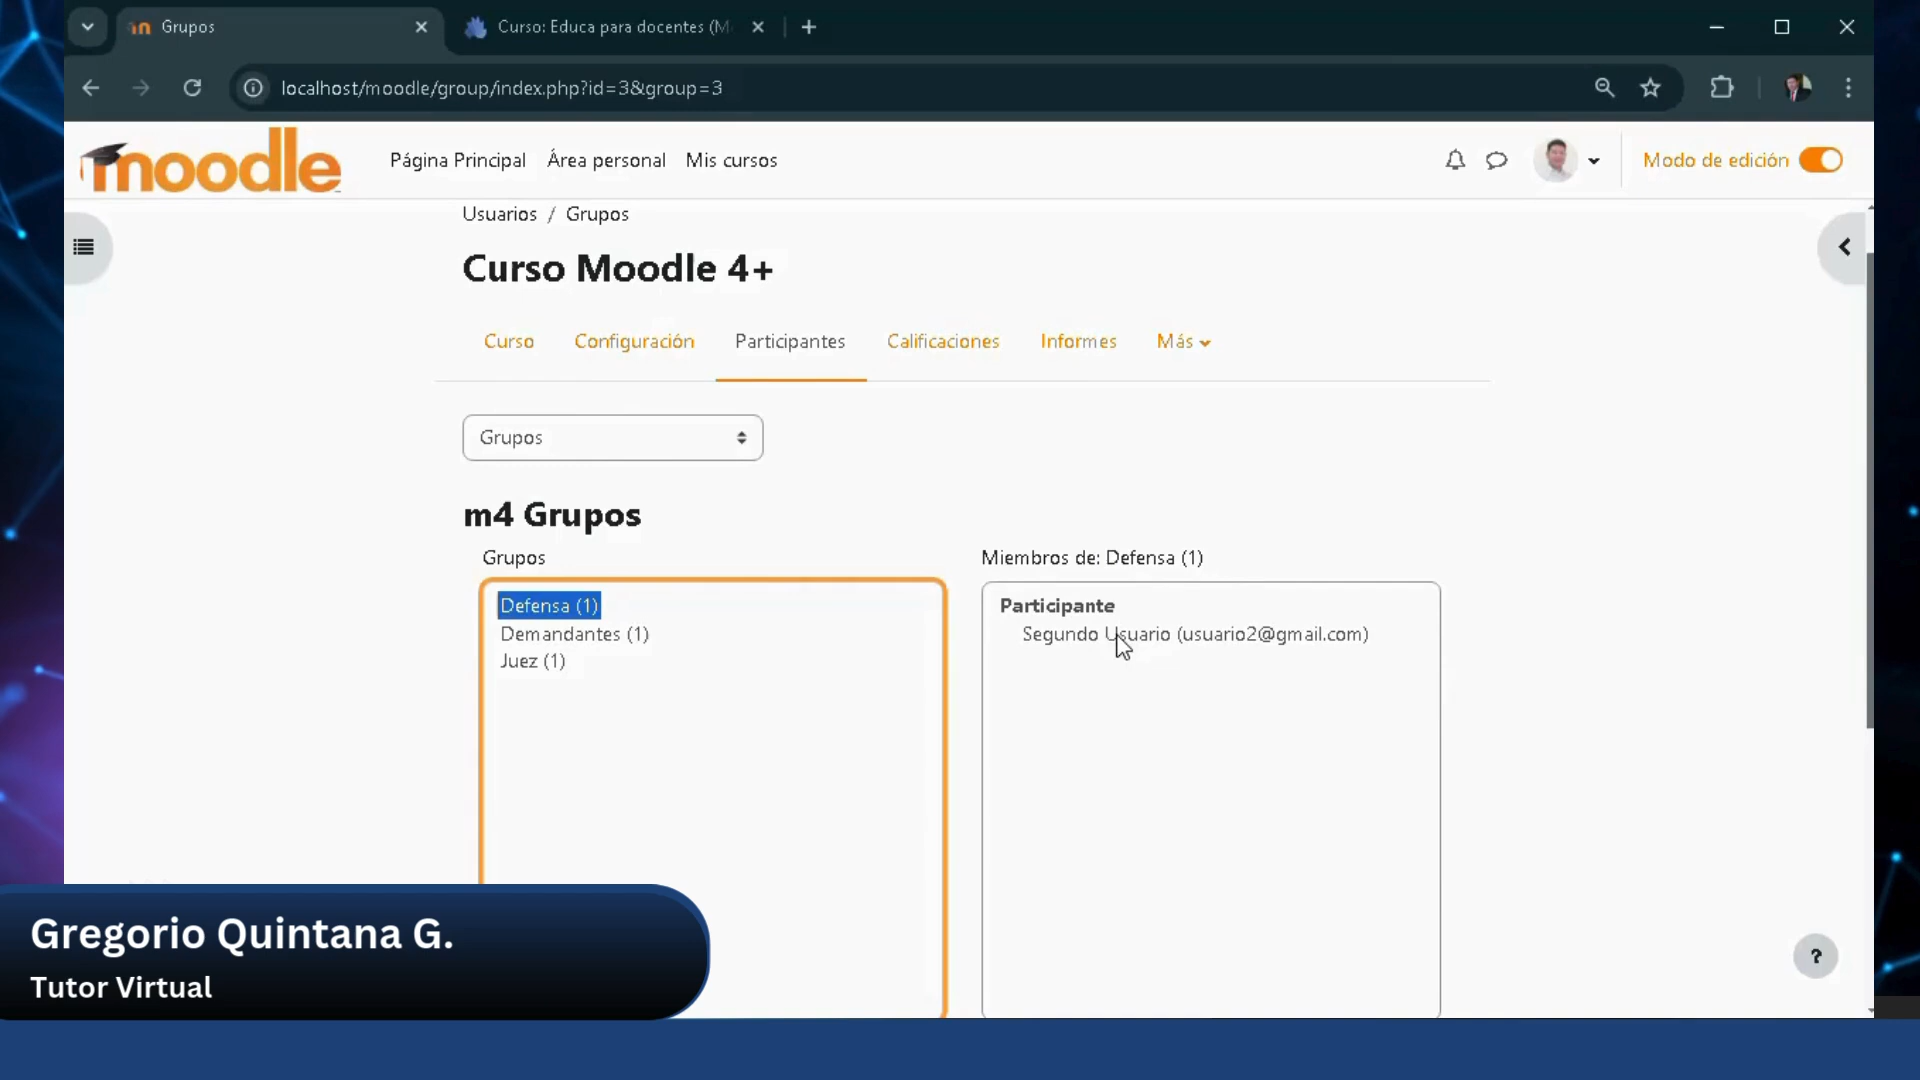 Grupos
Curso: Educa para docentes (M
localhost/moodle/group/index.php?id=3&group=3
moodle
Página Principal
Área personal
Mis cursos
Modo de edición
Usuarios / Grupos
Curso Moodle 4+
Curso
Configuración
Participantes
Calificaciones
Informes
Más
Grupos
m4 Grupos
Grupos
Defensa (1)
Demandantes (1)
Juez (1)
Miembros de: Defensa (1)
Participante
Segundo Usuario (usuario2@gmail.com)
?
Gregorio Quintana G.
Tutor Virtual